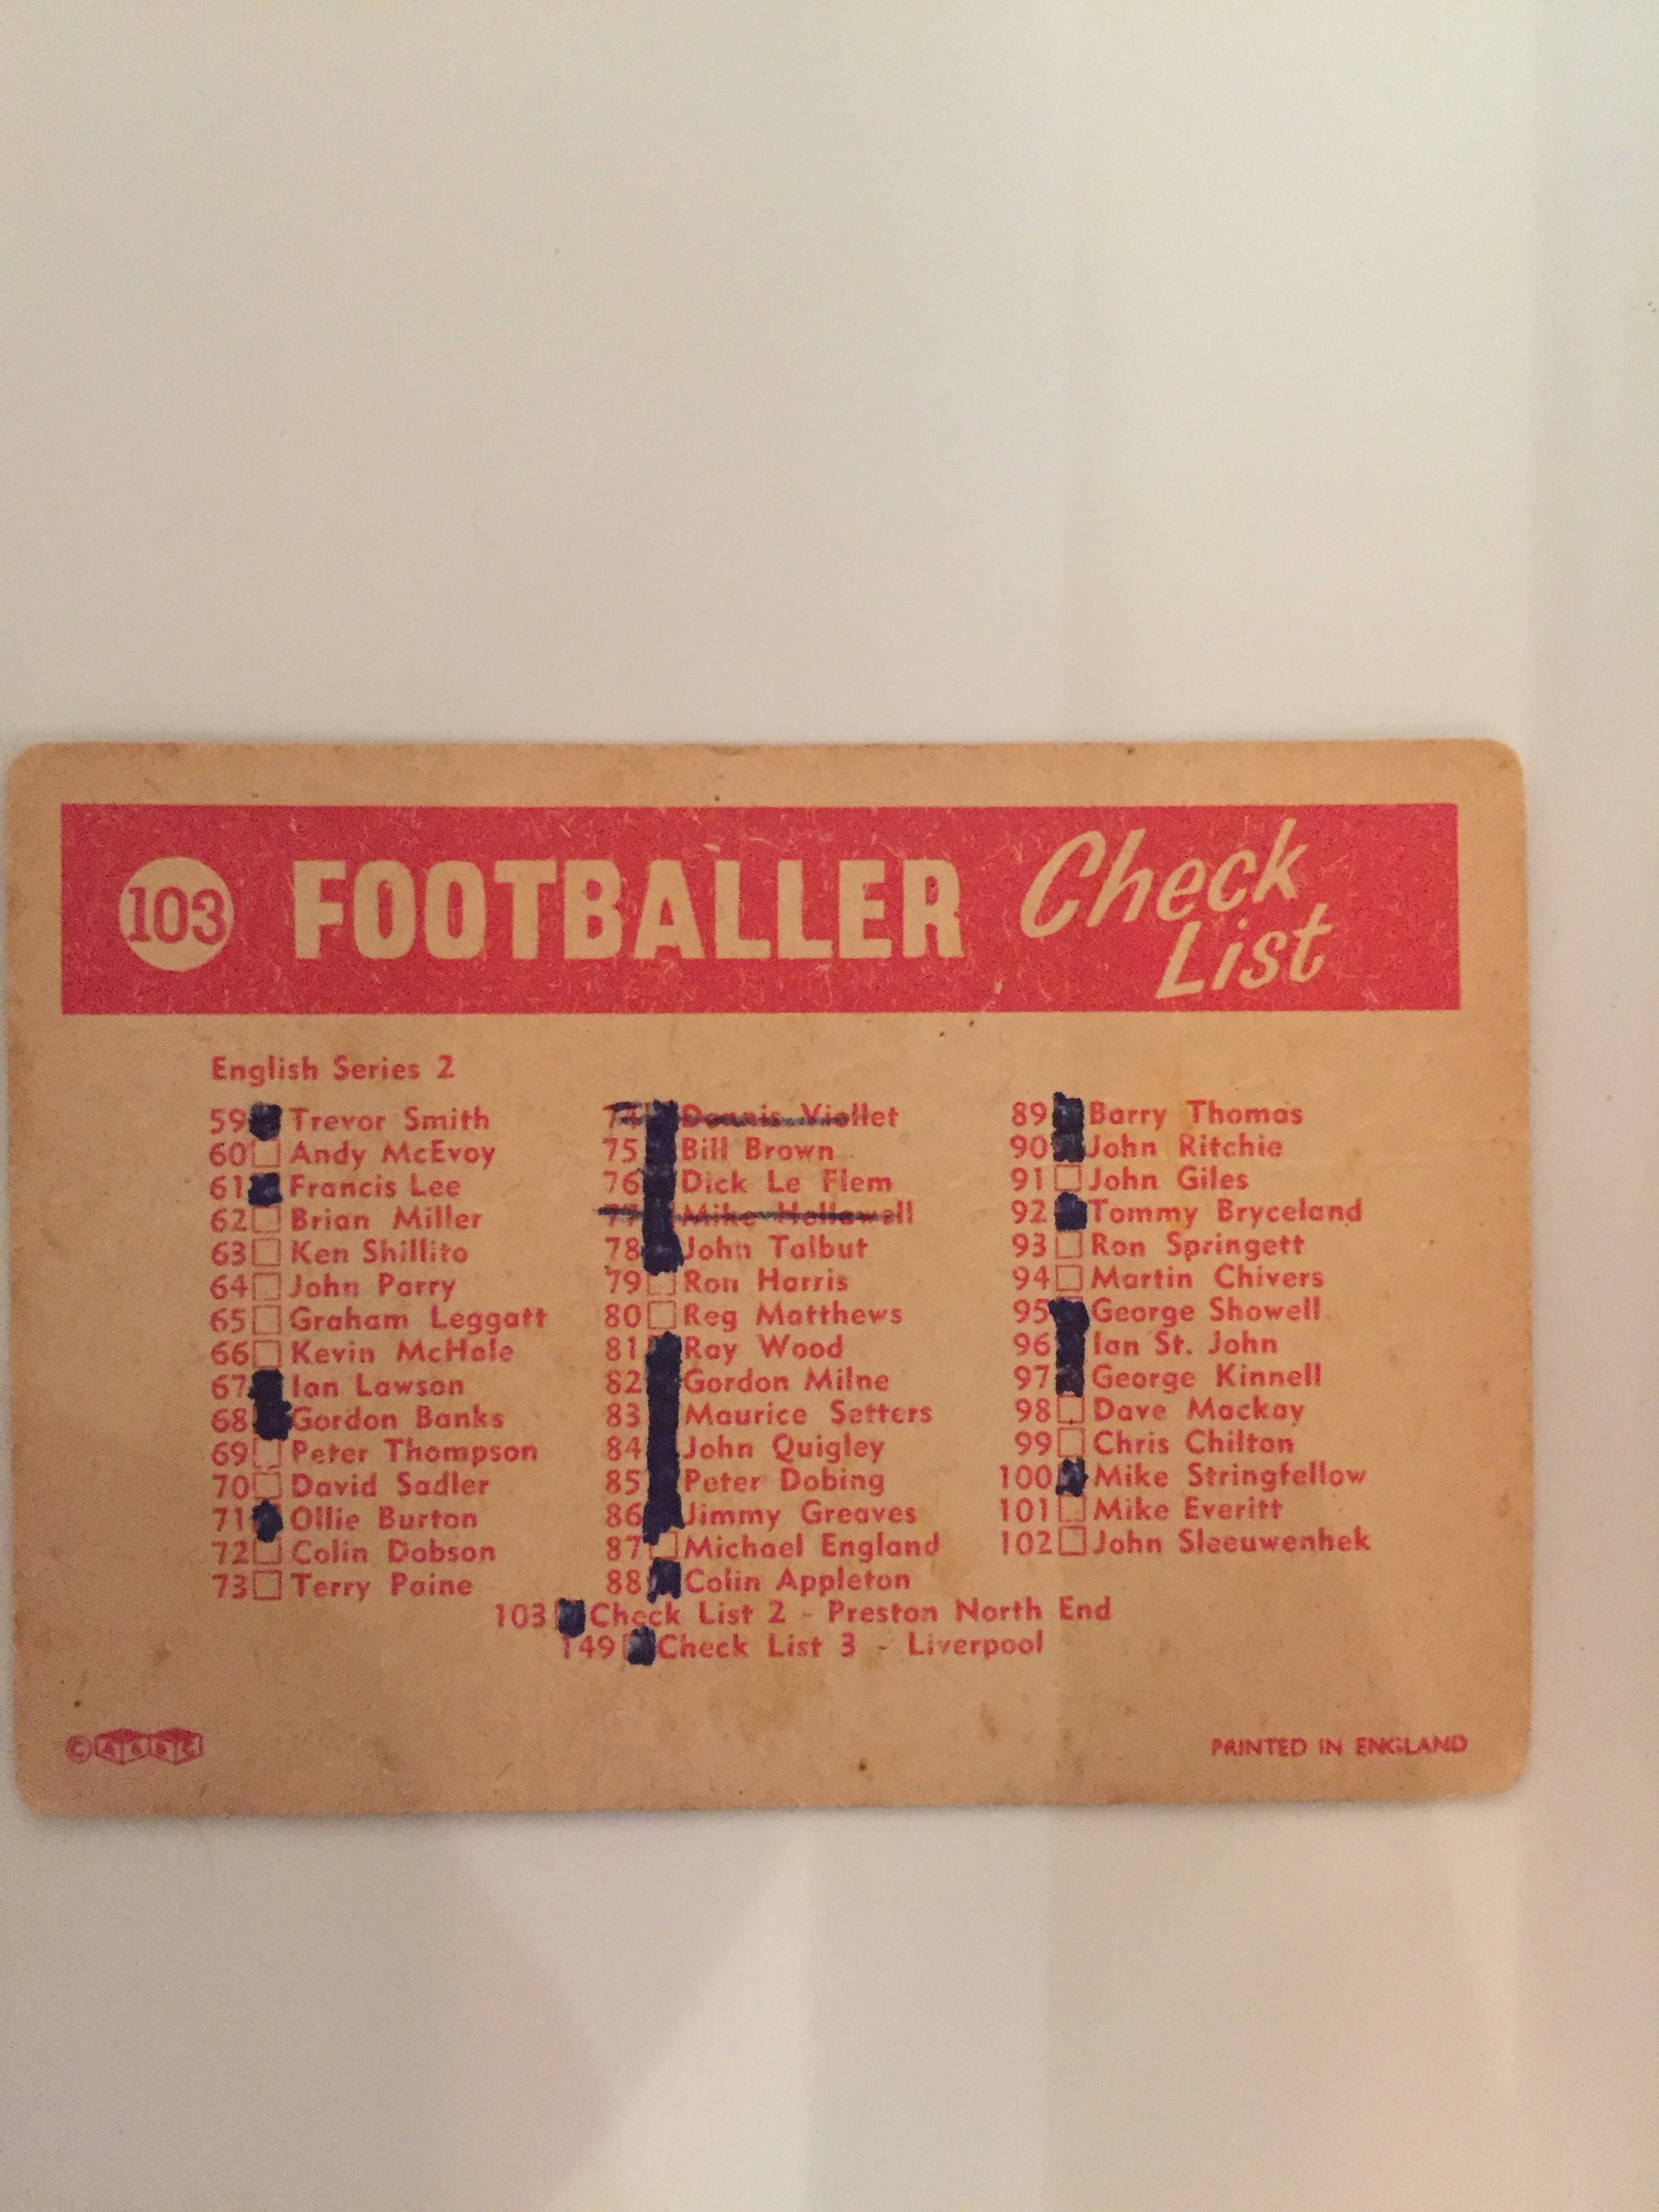 103 FOOTBALLER Check List
English Series 2
59 Trevor Smith
60 Andy McEvoy
61 Francis Lee
62 Brian Miller
63 Ken Shillito
64 John Parry
65 Graham Leggatt
66 Kevin McHale
67 Ian Lawson
68 Gordon Banks
69 Peter Thompson
70 David Sadler
71 Ollie Burton
72 Colin Dobson
73 Terry Paine
74 Dennis Viollet
75 Bill Brown
76 Dick Le Flem
77 Mike Hellawell
78 John Talbut
79 Ron Harris
80 Reg Matthews
81 Ray Wood
82 Gordon Milne
83 Maurice Setters
84 John Quigley
85 Peter Dobing
86 Jimmy Greaves
87 Michael England
88 Colin Appleton
89 Barry Thomas
90 John Ritchie
91 John Giles
92 Tommy Bryceland
93 Ron Springett
94 Martin Chivers
95 George Showell
96 Ian St. John
97 George Kinnell
98 Dave Mackay
99 Chris Chilton
100 Mike Stringfellow
101 Mike Everitt
102 John Sleeuwenhek
103 Check List 2 - Preston North End
149 Check List 3 - Liverpool
© A&BC
PRINTED IN ENGLAND